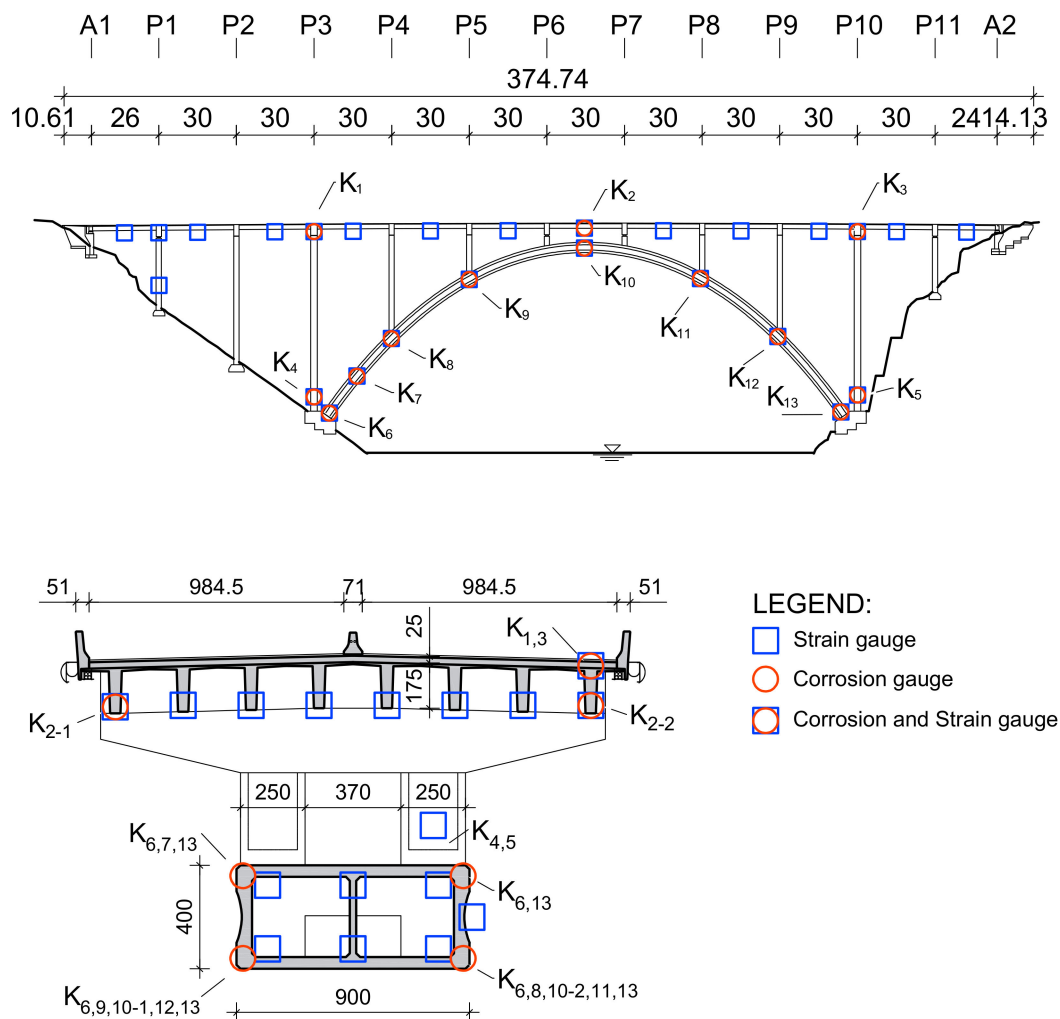 A1 P1 P2 P3 P4 P5 P6 P7 P8 P9 P10 P11 A2
374.74
10.61 26 30 30 30 30 30 30 30 30 30 30 2414.13
K1 K2 K3
K10
K9 K11
K8 K12
K4 K7 K13 K5
K6
51 984.5 71 984.5 51
25
K1,3
175
K2-1 K2-2
250 370 250
K6,7,13 K4,5
K6,13
400
K6,9,10-1,12,13 K6,8,10-2,11,13
900
LEGEND:
Strain gauge
Corrosion gauge
Corrosion and Strain gauge